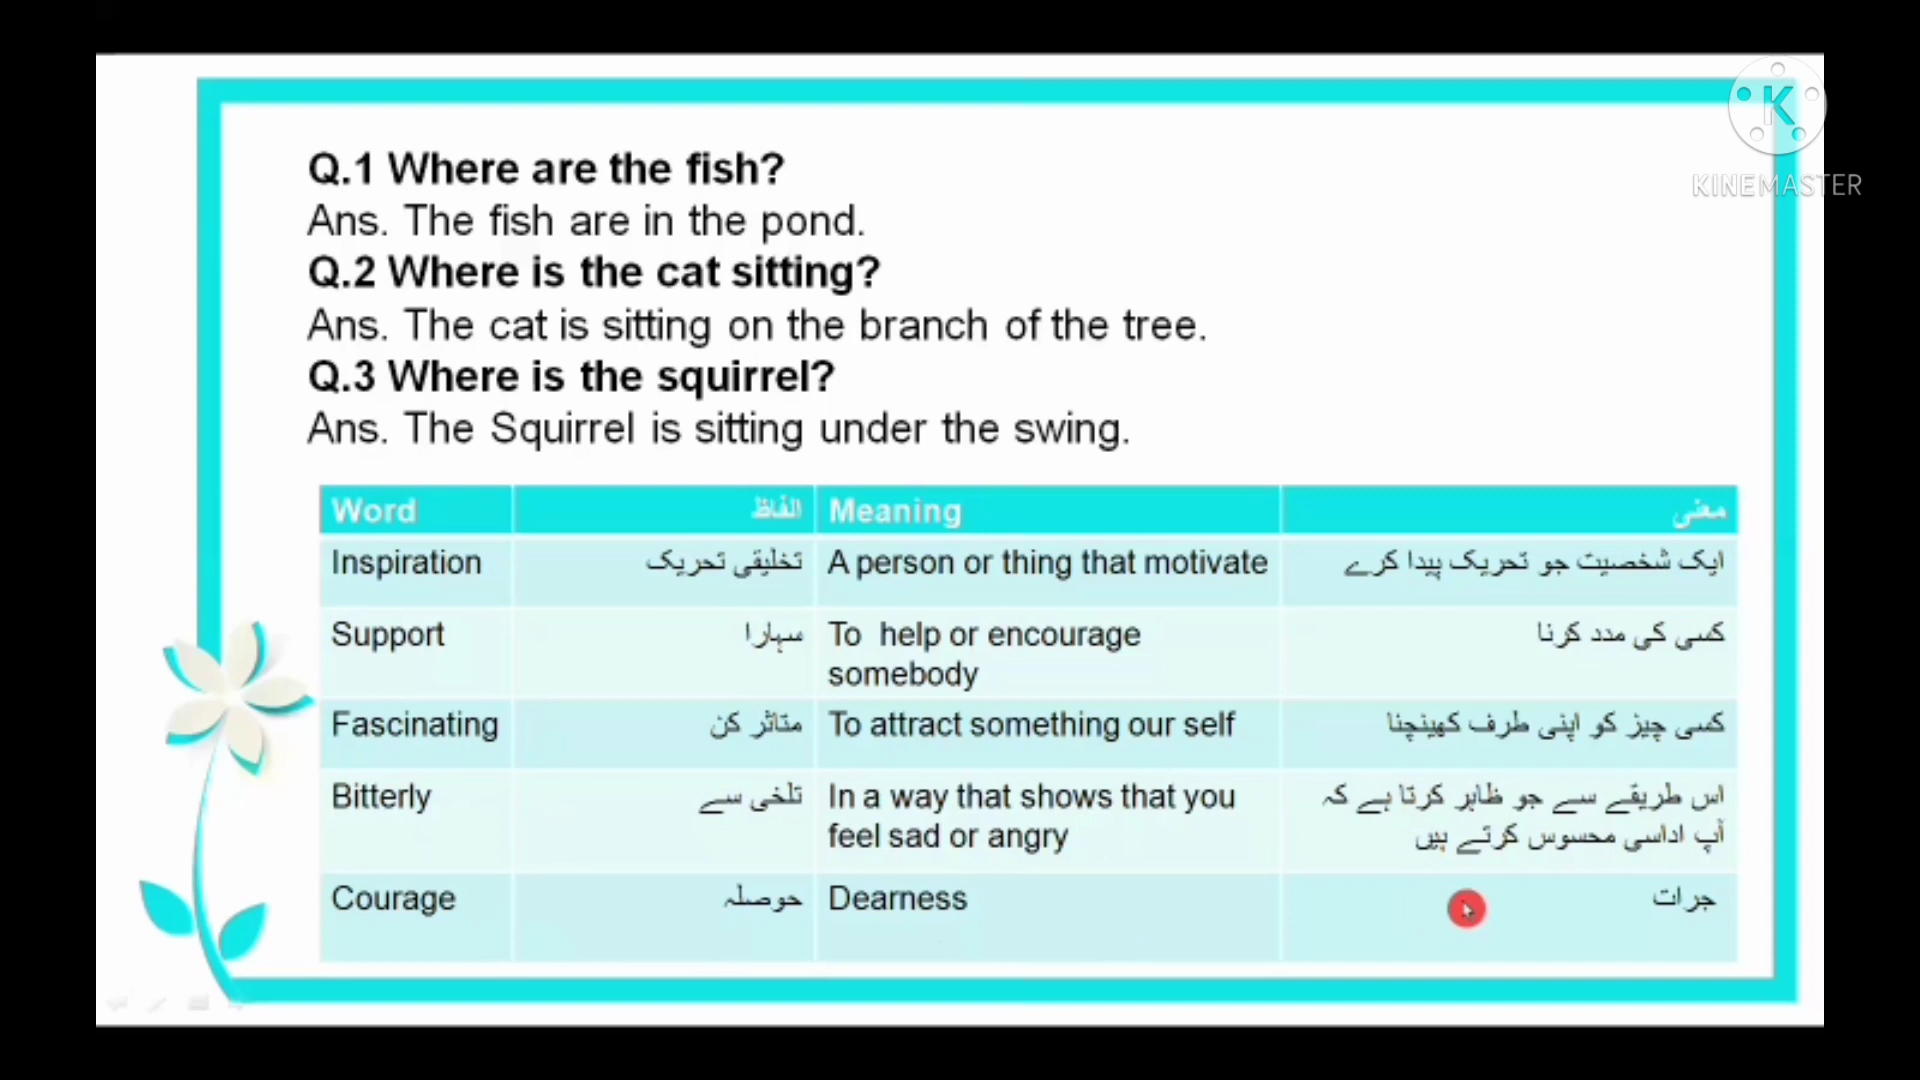 K
KINEMASTER
Q.1 Where are the fish?
Ans. The fish are in the pond.
Q.2 Where is the cat sitting?
Ans. The cat is sitting on the branch of the tree.
Q.3 Where is the squirrel?
Ans. The Squirrel is sitting under the swing.
Word الفاظ Meaning معنی
Inspiration تخلیقی تحریک A person or thing that motivate ایک شخصیت جو تحریک پیدا کرے
Support سہارا To help or encourage کسی کی مدد کرنا
somebody
Fascinating متاثر کن To attract something our self کسی چیز کو اپنی طرف کھینچنا
Bitterly تلخی سے In a way that shows that you اس طریقے سے جو ظاہر کرتا ہے کہ
feel sad or angry آپ اداسی محسوس کرتے ہیں
Courage حوصلہ Dearness جرات